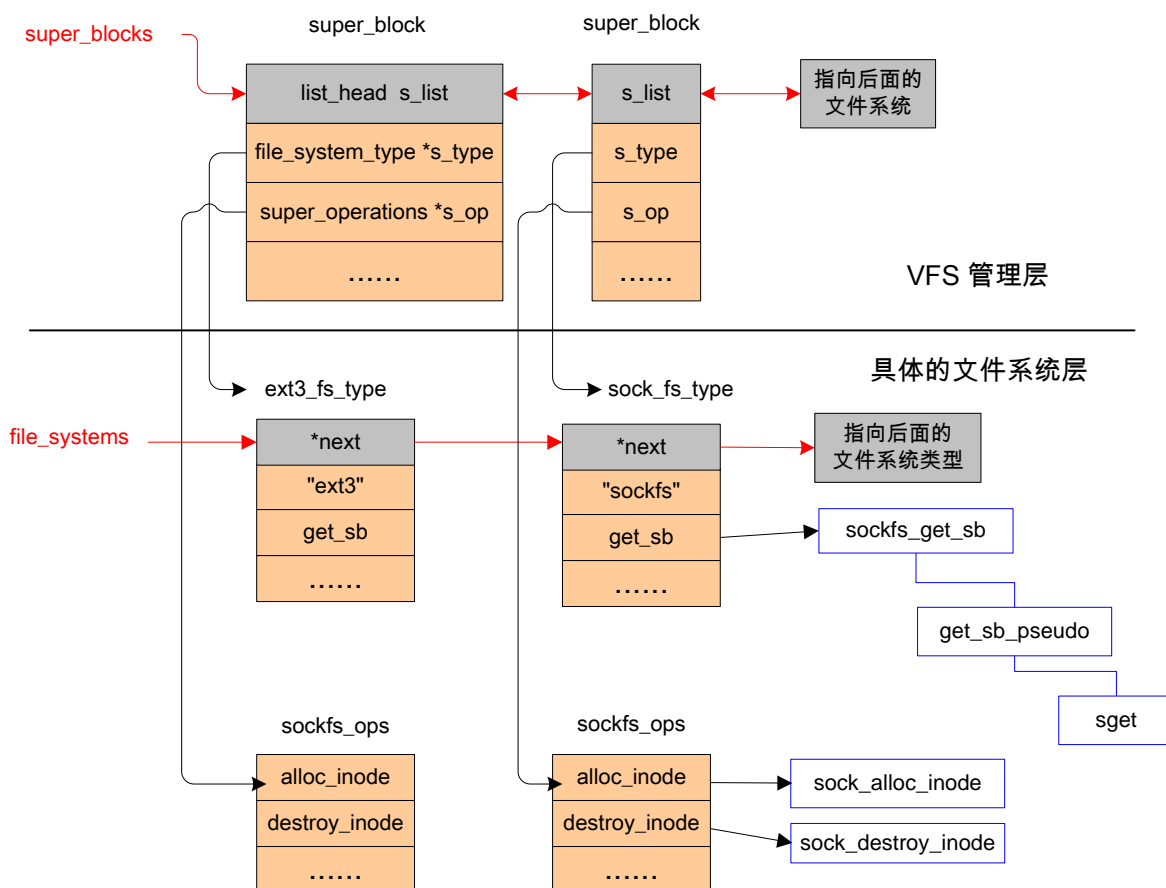 super_blocks
super_block
super_block
list_head s_list
s_list
指向后面的
文件系统
file_system_type *s_type
s_type
super_operations *s_op
s_op
......
......
VFS 管理层
具体的文件系统层
ext3_fs_type
sock_fs_type
file_systems
*next
*next
指向后面的
文件系统类型
"ext3"
"sockfs"
get_sb
get_sb
sockfs_get_sb
......
......
get_sb_pseudo
sget
sockfs_ops
sockfs_ops
alloc_inode
alloc_inode
sock_alloc_inode
destroy_inode
destroy_inode
sock_destroy_inode
......
......